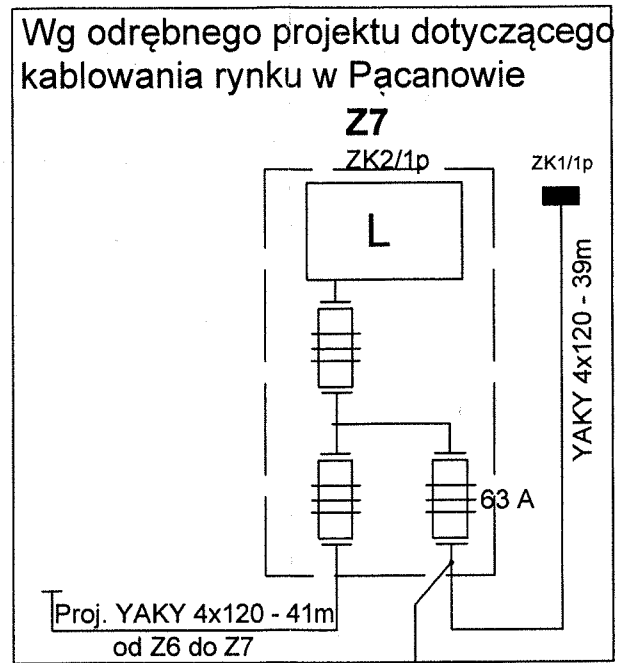 Wg odrębnego projektu dotyczącego
kablowania rynku w Pacanowie
Z7
ZK2/1p
ZK1/1p
L
YAKY 4x120 - 39m
63 A
Proj. YAKY 4x120 - 41m
od Z6 do Z7